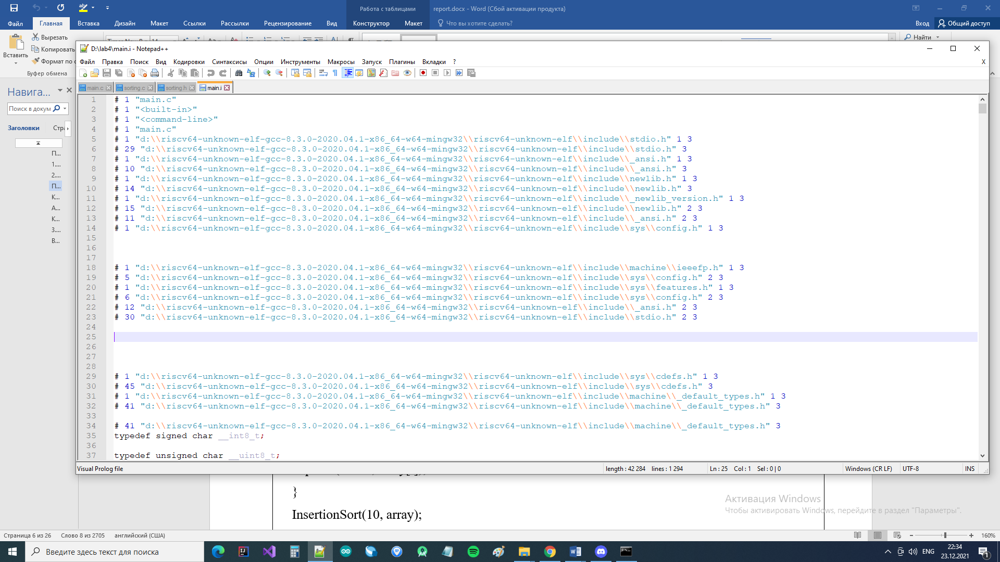 Работа с таблицами
report.docx - Word (Сбой активации продукта)
Файл Главная Вставка Дизайн Макет Ссылки Рассылки Рецензирование Вид Конструктор Макет Что вы хотите сделать? Вход Общий доступ
Вставить
Вырезать
Копировать
Формат по
Буфер обмена
Найти
Навига...
Поиск в докум
Заголовки Стра
П...
1....
2....
П...
К...
А...
К...
3....
В...
D:\lab4\main.i - Notepad++
Файл Правка Поиск Вид Кодировки Синтаксисы Опции Инструменты Макросы Запуск Плагины Вкладки ? X
main.c sorting.c sorting.h main.i
1 # 1 "main.c"
2 # 1 "<built-in>"
3 # 1 "<command-line>"
4 # 1 "main.c"
5 # 1 "d:\\riscv64-unknown-elf-gcc-8.3.0-2020.04.1-x86_64-w64-mingw32\\riscv64-unknown-elf\\include\\stdio.h" 1 3
6 # 29 "d:\\riscv64-unknown-elf-gcc-8.3.0-2020.04.1-x86_64-w64-mingw32\\riscv64-unknown-elf\\include\\stdio.h" 3
7 # 1 "d:\\riscv64-unknown-elf-gcc-8.3.0-2020.04.1-x86_64-w64-mingw32\\riscv64-unknown-elf\\include\\_ansi.h" 1 3
8 # 10 "d:\\riscv64-unknown-elf-gcc-8.3.0-2020.04.1-x86_64-w64-mingw32\\riscv64-unknown-elf\\include\\_ansi.h" 3
9 # 1 "d:\\riscv64-unknown-elf-gcc-8.3.0-2020.04.1-x86_64-w64-mingw32\\riscv64-unknown-elf\\include\\newlib.h" 1 3
10 # 14 "d:\\riscv64-unknown-elf-gcc-8.3.0-2020.04.1-x86_64-w64-mingw32\\riscv64-unknown-elf\\include\\newlib.h" 3
11 # 1 "d:\\riscv64-unknown-elf-gcc-8.3.0-2020.04.1-x86_64-w64-mingw32\\riscv64-unknown-elf\\include\\_newlib_version.h" 1 3
12 # 15 "d:\\riscv64-unknown-elf-gcc-8.3.0-2020.04.1-x86_64-w64-mingw32\\riscv64-unknown-elf\\include\\newlib.h" 2 3
13 # 11 "d:\\riscv64-unknown-elf-gcc-8.3.0-2020.04.1-x86_64-w64-mingw32\\riscv64-unknown-elf\\include\\_ansi.h" 2 3
14 # 1 "d:\\riscv64-unknown-elf-gcc-8.3.0-2020.04.1-x86_64-w64-mingw32\\riscv64-unknown-elf\\include\\sys\\config.h" 1 3
15
16
17
18 # 1 "d:\\riscv64-unknown-elf-gcc-8.3.0-2020.04.1-x86_64-w64-mingw32\\riscv64-unknown-elf\\include\\machine\\ieeefp.h" 1 3
19 # 5 "d:\\riscv64-unknown-elf-gcc-8.3.0-2020.04.1-x86_64-w64-mingw32\\riscv64-unknown-elf\\include\\sys\\config.h" 2 3
20 # 1 "d:\\riscv64-unknown-elf-gcc-8.3.0-2020.04.1-x86_64-w64-mingw32\\riscv64-unknown-elf\\include\\sys\\features.h" 1 3
21 # 6 "d:\\riscv64-unknown-elf-gcc-8.3.0-2020.04.1-x86_64-w64-mingw32\\riscv64-unknown-elf\\include\\sys\\config.h" 2 3
22 # 12 "d:\\riscv64-unknown-elf-gcc-8.3.0-2020.04.1-x86_64-w64-mingw32\\riscv64-unknown-elf\\include\\_ansi.h" 2 3
23 # 30 "d:\\riscv64-unknown-elf-gcc-8.3.0-2020.04.1-x86_64-w64-mingw32\\riscv64-unknown-elf\\include\\stdio.h" 2 3
24
25
26
27
28
29 # 1 "d:\\riscv64-unknown-elf-gcc-8.3.0-2020.04.1-x86_64-w64-mingw32\\riscv64-unknown-elf\\include\\sys\\cdefs.h" 1 3
30 # 45 "d:\\riscv64-unknown-elf-gcc-8.3.0-2020.04.1-x86_64-w64-mingw32\\riscv64-unknown-elf\\include\\sys\\cdefs.h" 3
31 # 1 "d:\\riscv64-unknown-elf-gcc-8.3.0-2020.04.1-x86_64-w64-mingw32\\riscv64-unknown-elf\\include\\machine\\_default_types.h" 1 3
32 # 41 "d:\\riscv64-unknown-elf-gcc-8.3.0-2020.04.1-x86_64-w64-mingw32\\riscv64-unknown-elf\\include\\machine\\_default_types.h" 3
33
34 # 41 "d:\\riscv64-unknown-elf-gcc-8.3.0-2020.04.1-x86_64-w64-mingw32\\riscv64-unknown-elf\\include\\machine\\_default_types.h" 3
35 typedef signed char __int8_t;
36
37 typedef unsigned char __uint8_t;
Visual Prolog file length : 42 284 lines : 1 294 Ln : 25 Col : 1 Sel : 0 | 0 Windows (CR LF) UTF-8 INS
}
InsertionSort(10, array);
Активация Windows
Чтобы активировать Windows, перейдите в раздел "Параметры".
Страница 6 из 26 Слово 8 из 2705 английский (США) 160%
Введите здесь текст для поиска
ENG
22:34
23.12.2021
1